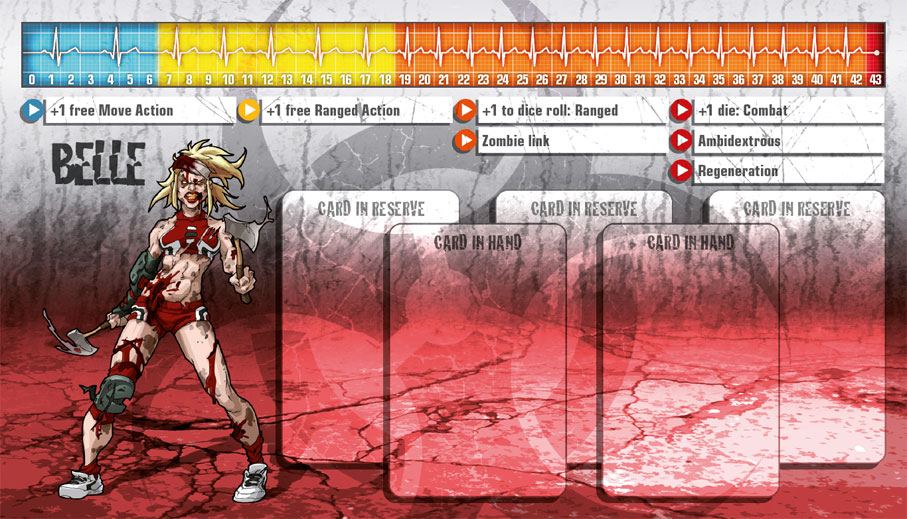 0 1 2 3 4 5 6 7 8 9 10 11 12 13 14 15 16 17 18 19 20 21 22 23 24 25 26 27 28 29 30 31 32 33 34 35 36 37 38 39 40 41 42 43
+1 free Move Action +1 free Ranged Action +1 to dice roll: Ranged +1 die: Combat
Zombie link Ambidextrous
Regeneration
BELLE
CARD IN RESERVE CARD IN RESERVE CARD IN RESERVE
CARD IN HAND CARD IN HAND